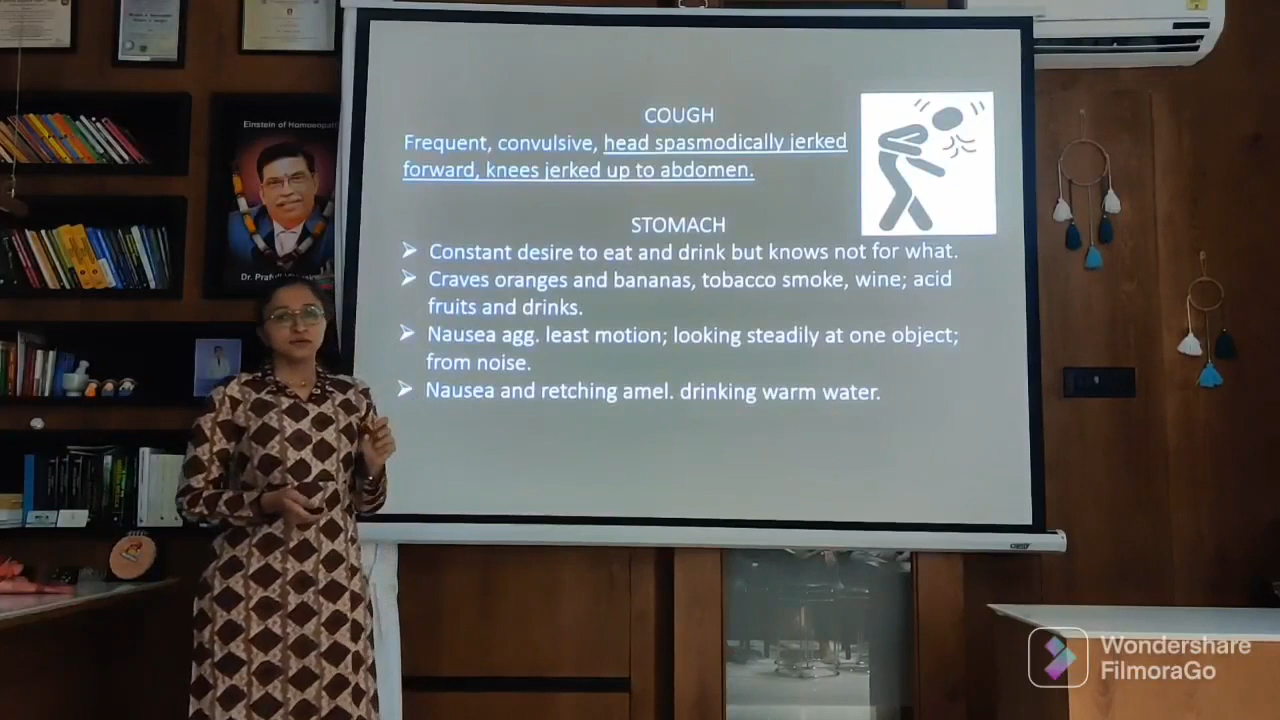 Einstein of Homoeopathy
Dr. Praful
COUGH
Frequent, convulsive, head spasmodically jerked
forward, knees jerked up to abdomen.
STOMACH
➢ Constant desire to eat and drink but knows not for what.
➢ Craves oranges and bananas, tobacco smoke, wine; acid
fruits and drinks.
➢ Nausea agg. least motion; looking steadily at one object;
from noise.
➢ Nausea and retching amel. drinking warm water.
Wondershare
FilmoraGo